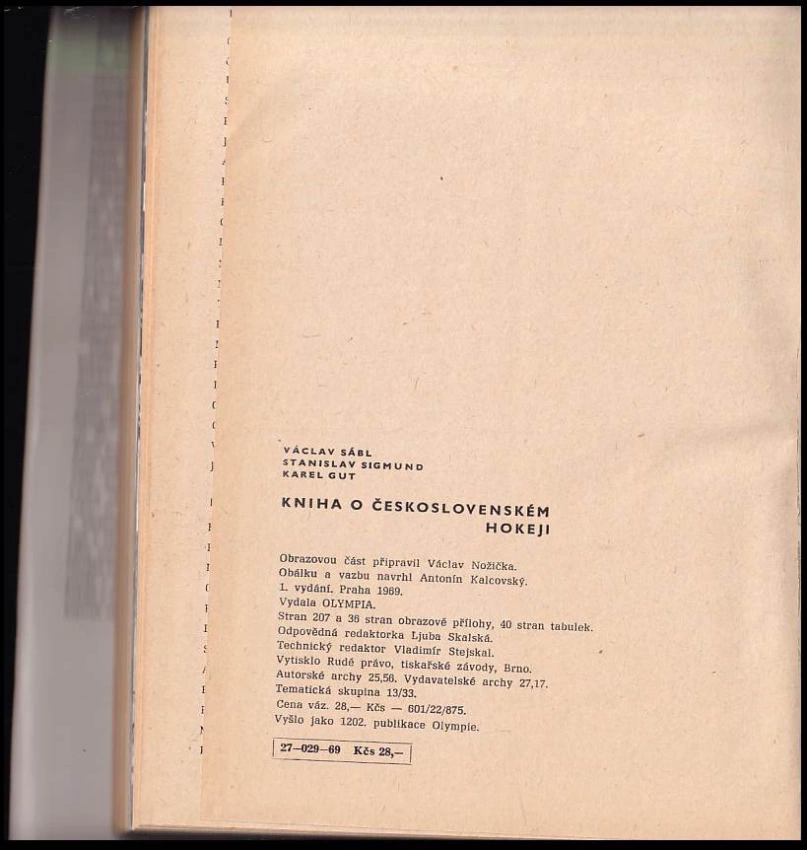 VÁCLAV SÁBL
STANISLAV SIGMUND
KAREL GUT
KNIHA O ČESKOSLOVENSKÉM
HOKEJI
Obrazovou část připravil Václav Nožička.
Obálku a vazbu navrhl Antonín Kalcovský.
1. vydání. Praha 1969.
Vydala OLYMPIA.
Stran 207 a 36 stran obrazové přílohy, 40 stran tabulek.
Odpovědná redaktorka Ljuba Skalská.
Technický redaktor Vladimír Stejskal.
Vytisklo Rudé právo, tiskařské závody, Brno.
Autorské archy 25,56. Vydavatelské archy 27,17.
Tematická skupina 13/33.
Cena váz. 28,— Kčs — 601/22/875.
Vyšlo jako 1202. publikace Olympie.
27—029—69 Kčs 28,—